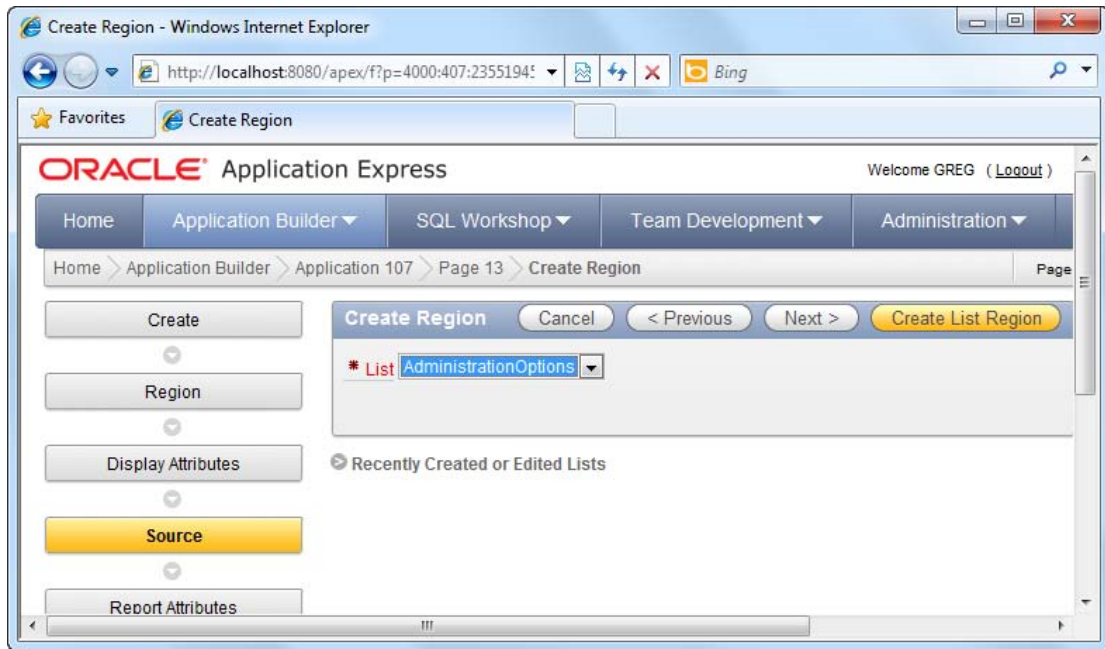 Create Region - Windows Internet Explorer
http://localhost:8080/apex/f?p=4000:407:2355194! Bing
Favorites Create Region
ORACLE Application Express Welcome GREG ( Logout )
Home Application Builder SQL Workshop Team Development Administration
Home Application Builder Application 107 Page 13 Create Region Page
Create
Create Region Cancel < Previous Next > Create List Region
* List AdministrationOptions
Region
Display Attributes
Recently Created or Edited Lists
Source
Report Attributes